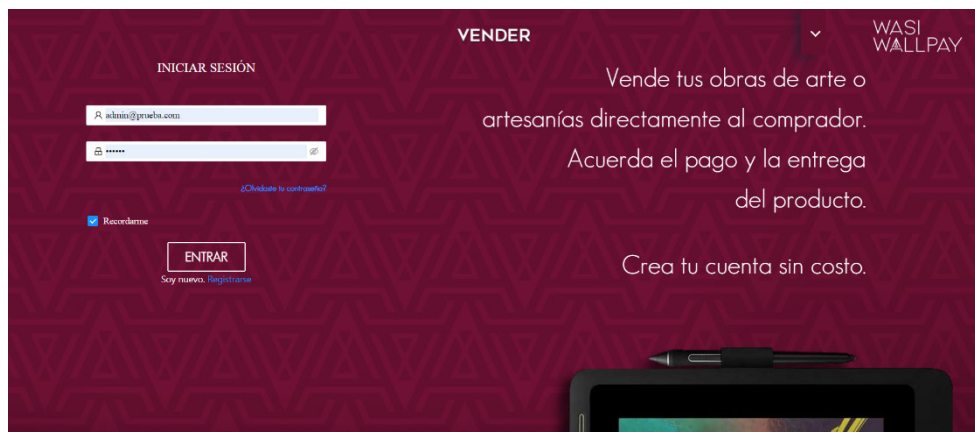 VENDER
WASI
WALLPAY
INICIAR SESIÓN
admin@prueba.com
••••••
¿Olvidaste tu contraseña?
Recordarme
ENTRAR
Soy nuevo. Registrarse
Vende tus obras de arte o
artesanías directamente al comprador.
Acuerda el pago y la entrega
del producto.
Crea tu cuenta sin costo.